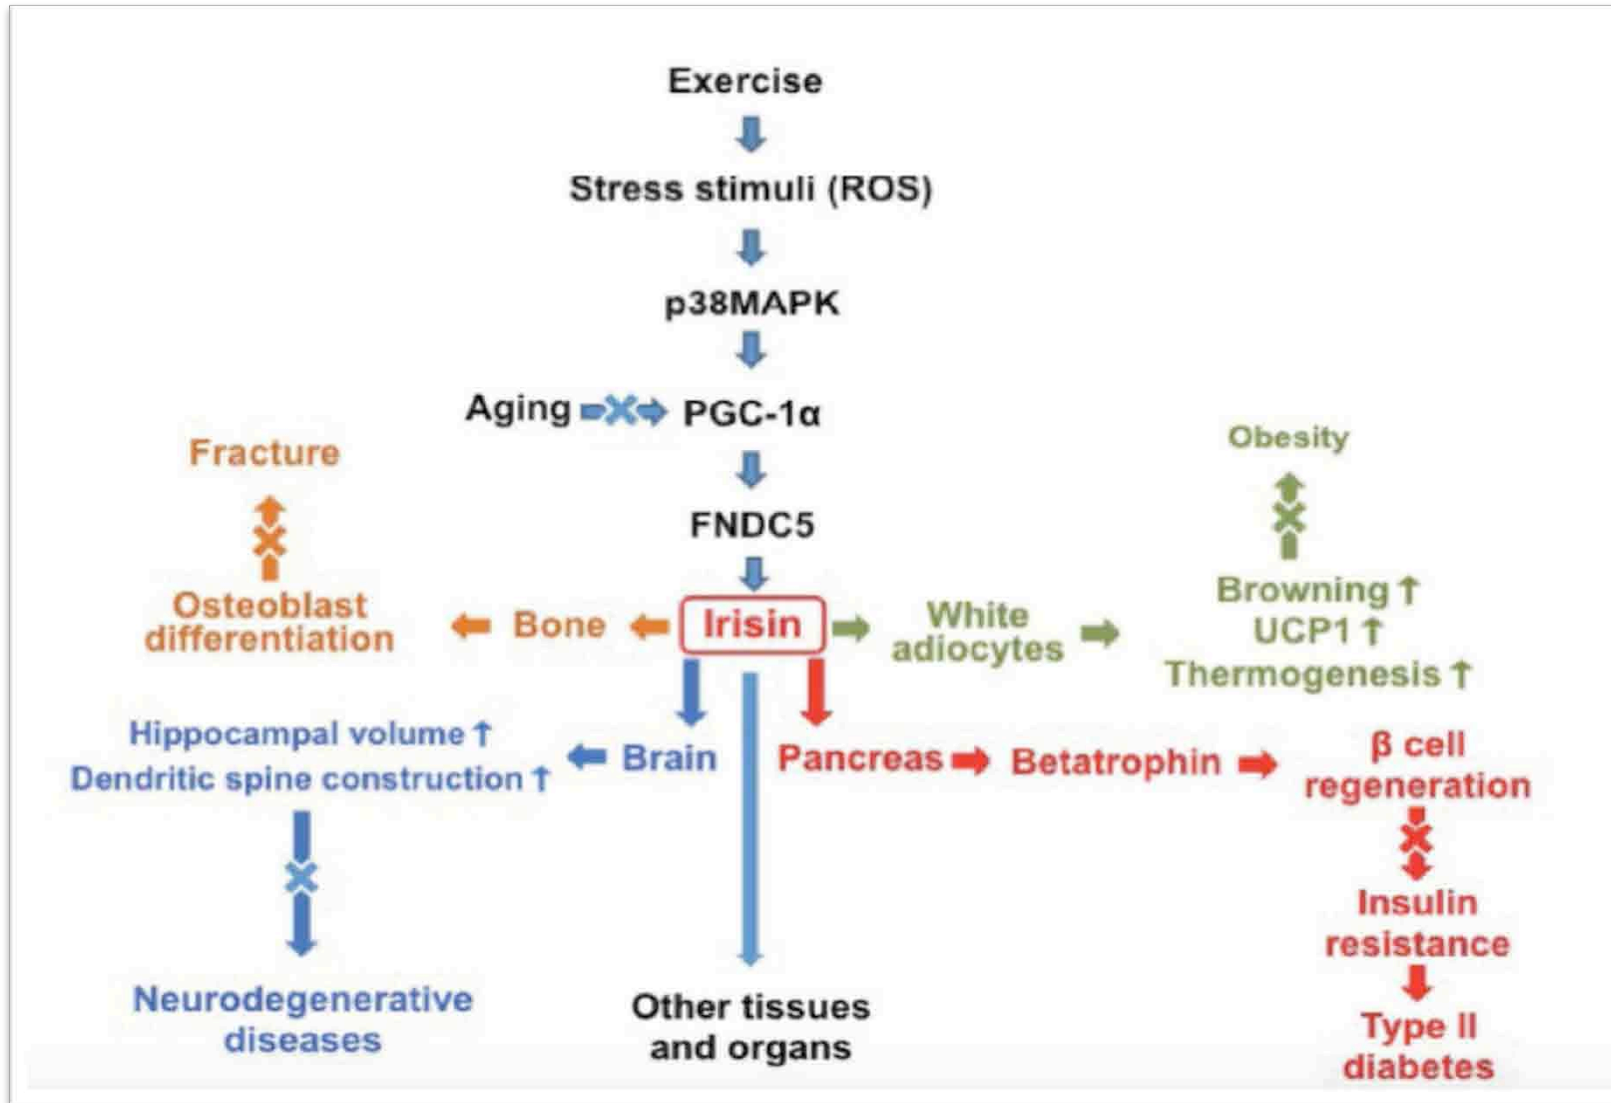 Exercise
Stress stimuli (ROS)
p38MAPK
Aging
PGC-1α
FNDC5
Irisin
Fracture
Osteoblast
differentiation
Bone
White
adiocytes
Obesity
Browning ↑
UCP1 ↑
Thermogenesis ↑
Hippocampal volume ↑
Dendritic spine construction ↑
Brain
Neurodegenerative
diseases
Other tissues
and organs
Pancreas
Betatrophin
β cell
regeneration
Insulin
resistance
Type II
diabetes